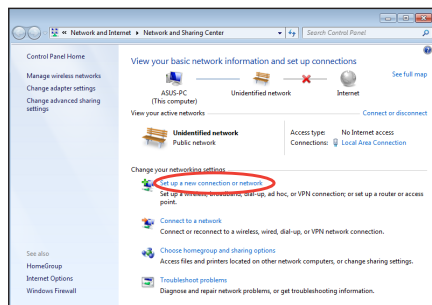 « Network and Internet ▸ Network and Sharing Center
Search Control Panel
Control Panel Home
Manage wireless networks
Change adapter settings
Change advanced sharing
settings
View your basic network information and set up connections
See full map
ASUS-PC
(This computer)
Unidentified network
Internet
View your active networks
Connect or disconnect
Unidentified network
Public network
Access type: No Internet access
Connections: Local Area Connection
Change your networking settings
Set up a new connection or network
Set up a wireless, broadband, dial-up, ad hoc, or VPN connection; or set up a router or access
point.
Connect to a network
Connect or reconnect to a wireless, wired, dial-up, or VPN network connection.
Choose homegroup and sharing options
Access files and printers located on other network computers, or change sharing settings.
Troubleshoot problems
Diagnose and repair network problems, or get troubleshooting information.
See also
HomeGroup
Internet Options
Windows Firewall